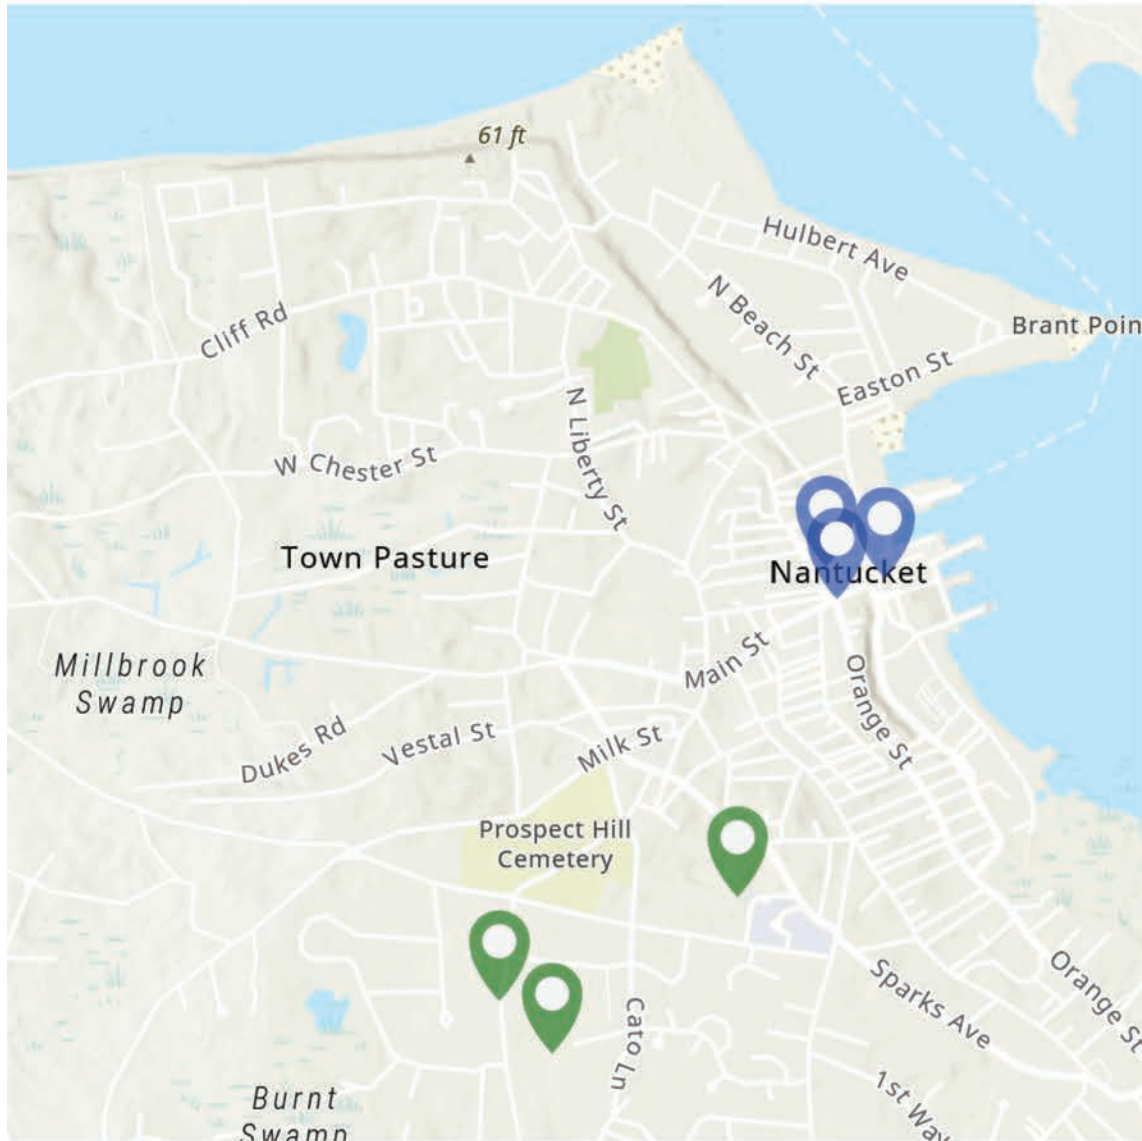 61 ft
Hulbert Ave
N Beach St
Cliff Rd
Brant Poin
Easton St
N Liberty St
W Chester St
Town Pasture
Nantucket
Millbrook
Swamp
Main St
Orange St
Dukes Rd
Vestal St
Milk St
Prospect Hill
Cemetery
Sparks Ave
Orange St
Cato Ln
1st Way
Burnt
Swamp